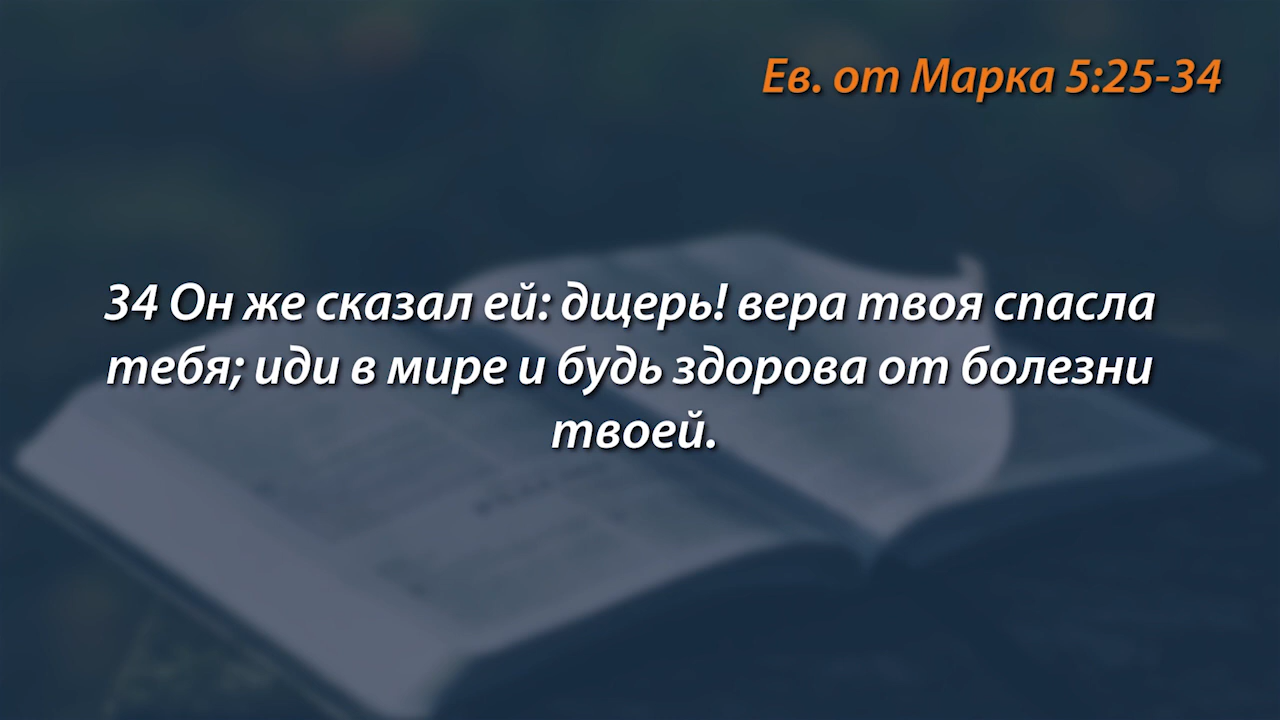 Ев. от Марка 5:25-34
34 Он же сказал ей: дщерь! вера твоя спасла
тебя; иди в мире и будь здорова от болезни
твоей.